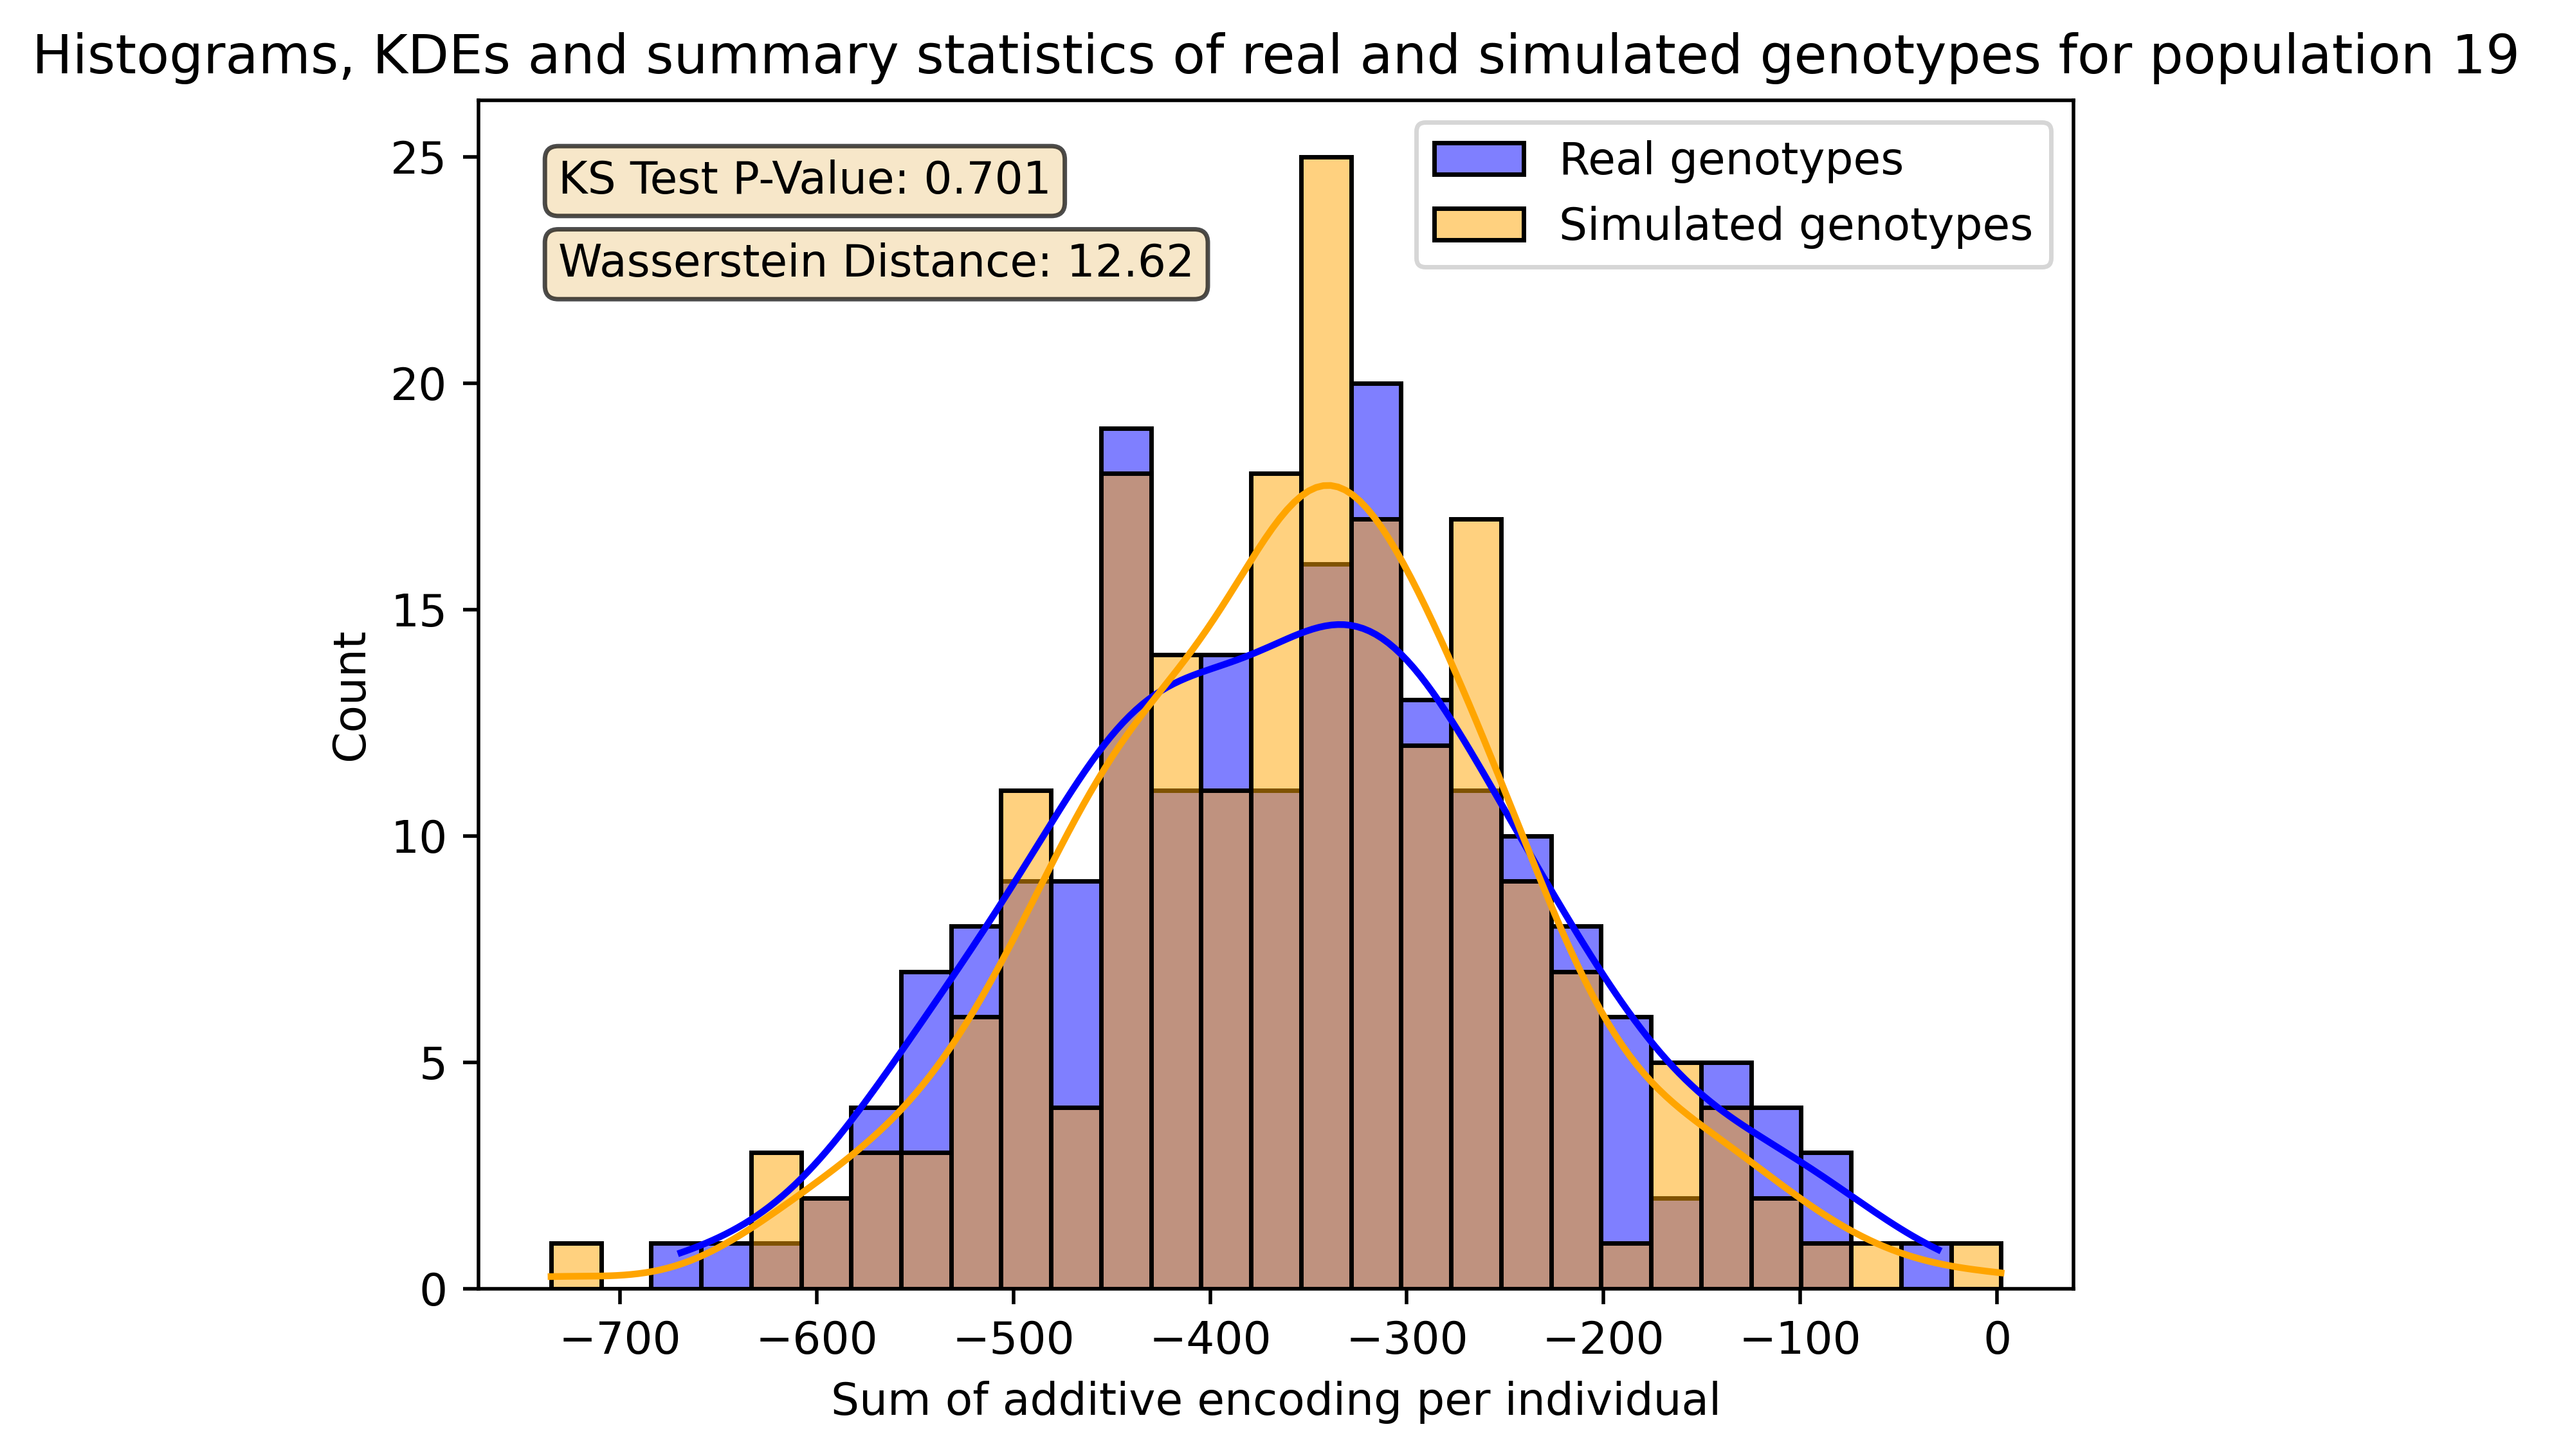 Histograms, KDEs and summary statistics of real and simulated genotypes for population 19
KS Test P-Value: 0.701
Wasserstein Distance: 12.62
Real genotypes
Simulated genotypes
25
20
15
10
5
0
Count
−700 −600 −500 −400 −300 −200 −100 0
Sum of additive encoding per individual